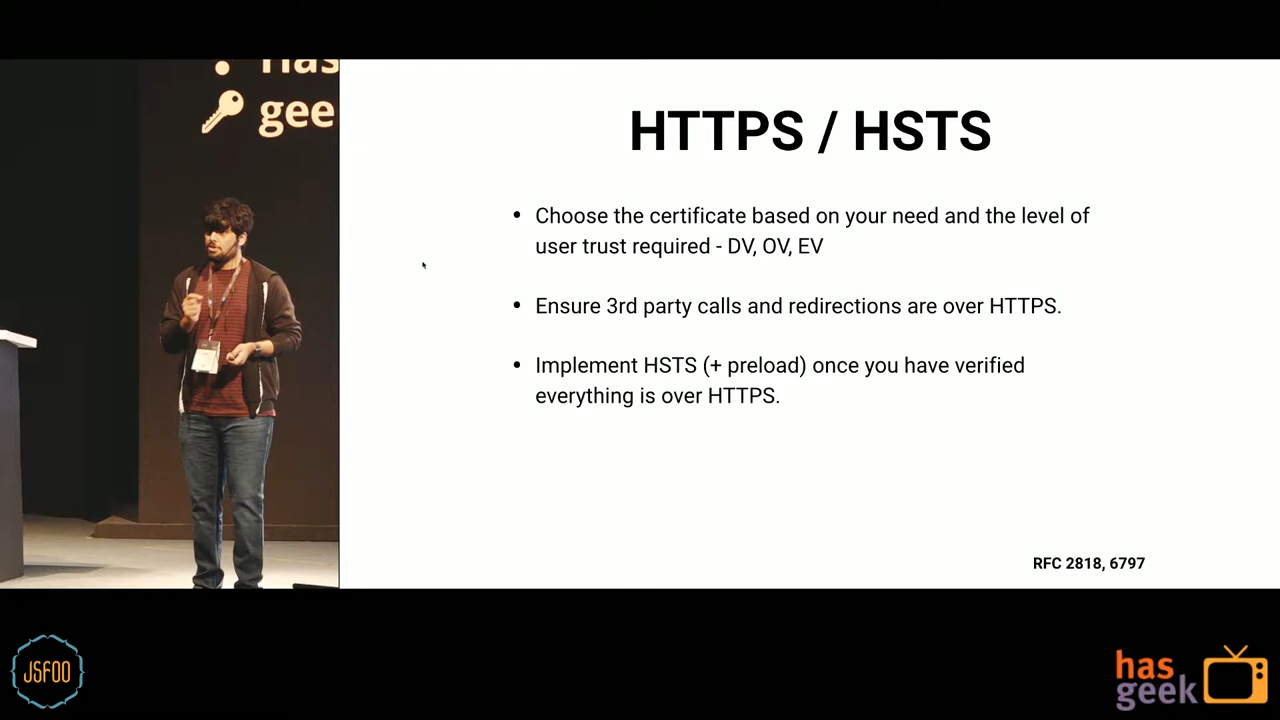 has
geek
HTTPS / HSTS
• Choose the certificate based on your need and the level of
user trust required - DV, OV, EV
• Ensure 3rd party calls and redirections are over HTTPS.
• Implement HSTS (+ preload) once you have verified
everything is over HTTPS.
RFC 2818, 6797
JSFOO
has
geek